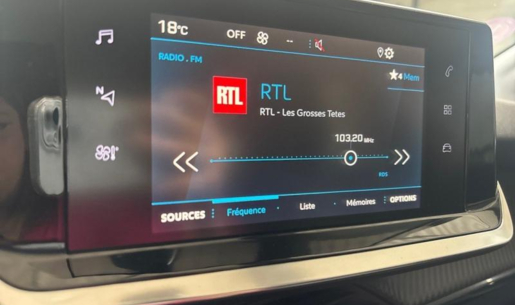 18°C OFF --
RADIO . FM
4 Mem
RTL
RTL
RTL - Les Grosses Tetes
103.20 MHz
RDS
SOURCES Fréquence Liste Mémoires OPTIONS
N